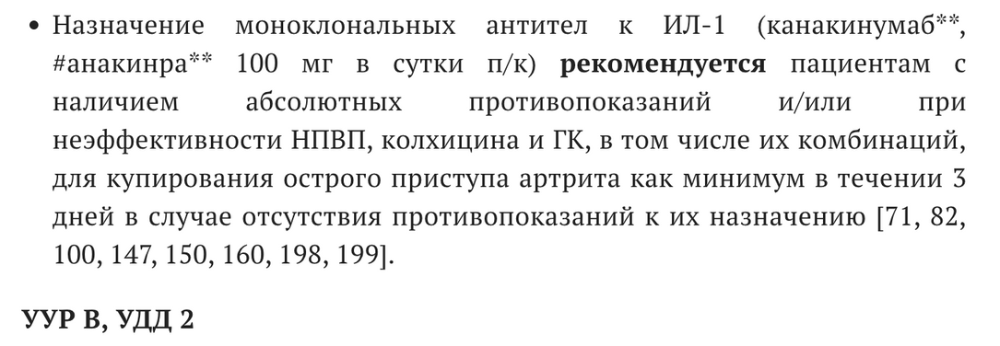 • Назначение моноклональных антител к ИЛ-1 (канакинумаб**,
#анакинра** 100 мг в сутки п/к) рекомендуется пациентам с
наличием абсолютных противопоказаний и/или при
неэффективности НПВП, колхицина и ГК, в том числе их комбинаций,
для купирования острого приступа артрита как минимум в течении 3
дней в случае отсутствия противопоказаний к их назначению [71, 82,
100, 147, 150, 160, 198, 199].
УУР В, УДД 2